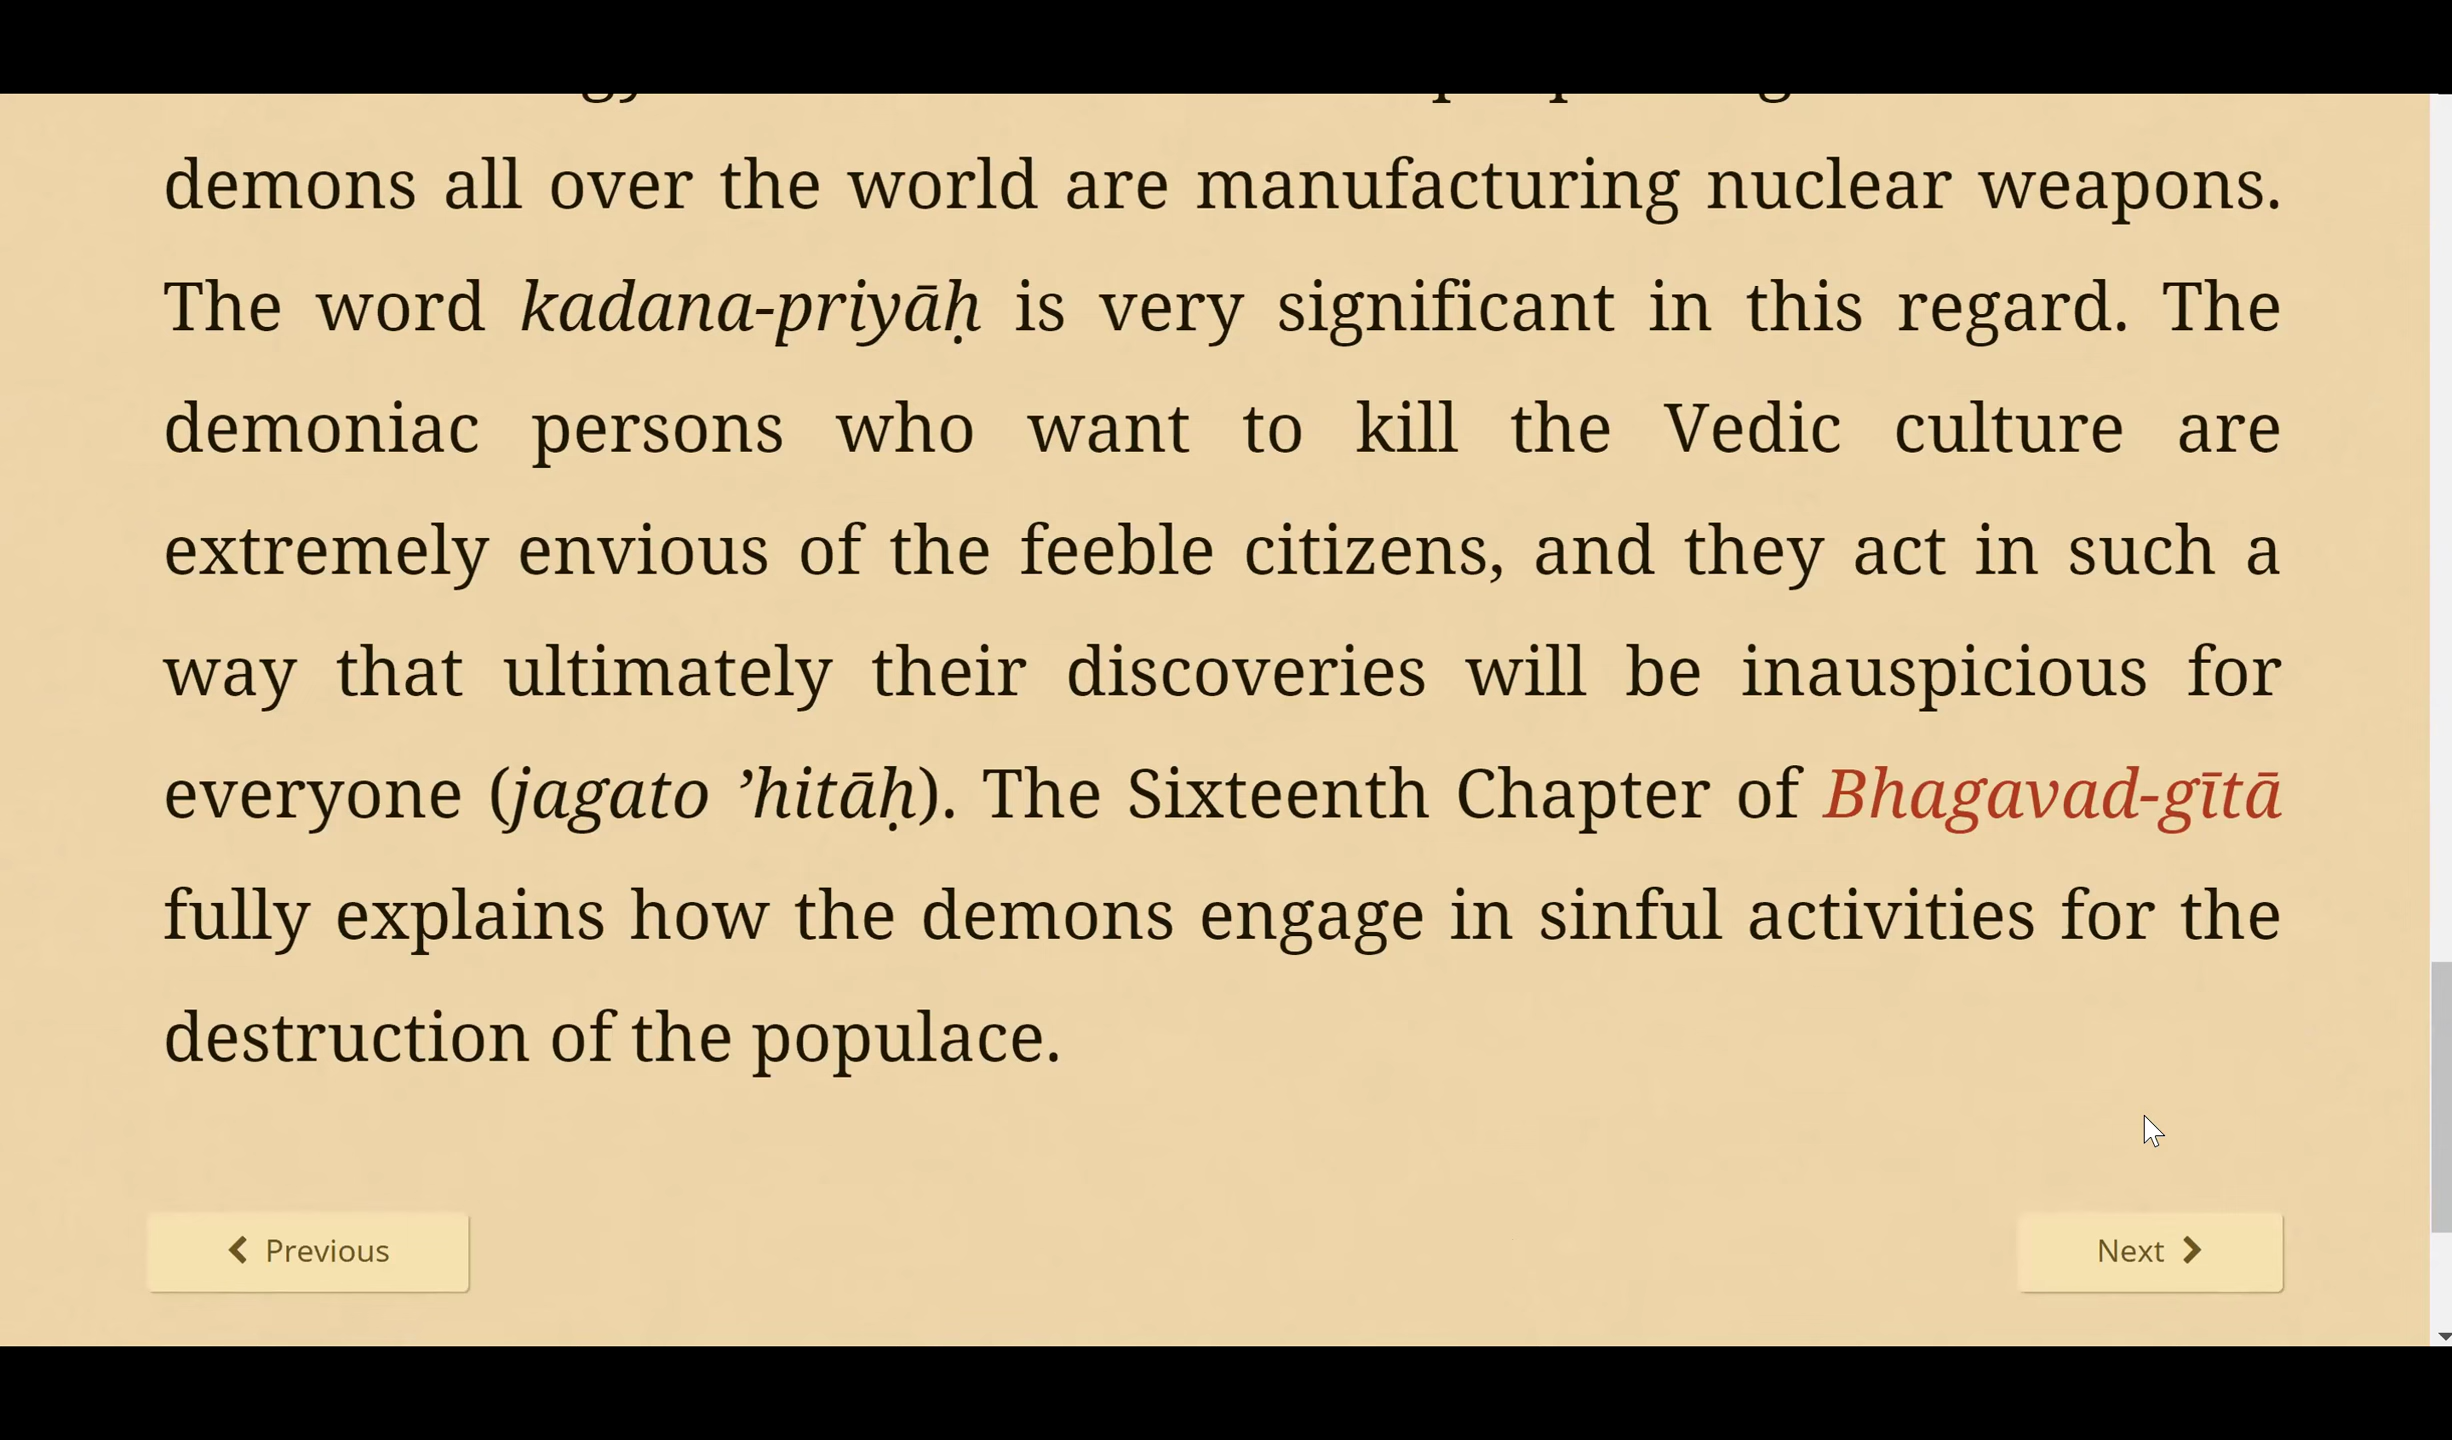 demons all over the world are manufacturing nuclear weapons.
The word kadana-priyāḥ is very significant in this regard. The
demoniac persons who want to kill the Vedic culture are
extremely envious of the feeble citizens, and they act in such a
way that ultimately their discoveries will be inauspicious for
everyone (jagato ’hitāḥ). The Sixteenth Chapter of Bhagavad-gītā
fully explains how the demons engage in sinful activities for the
destruction of the populace.
Previous
Next